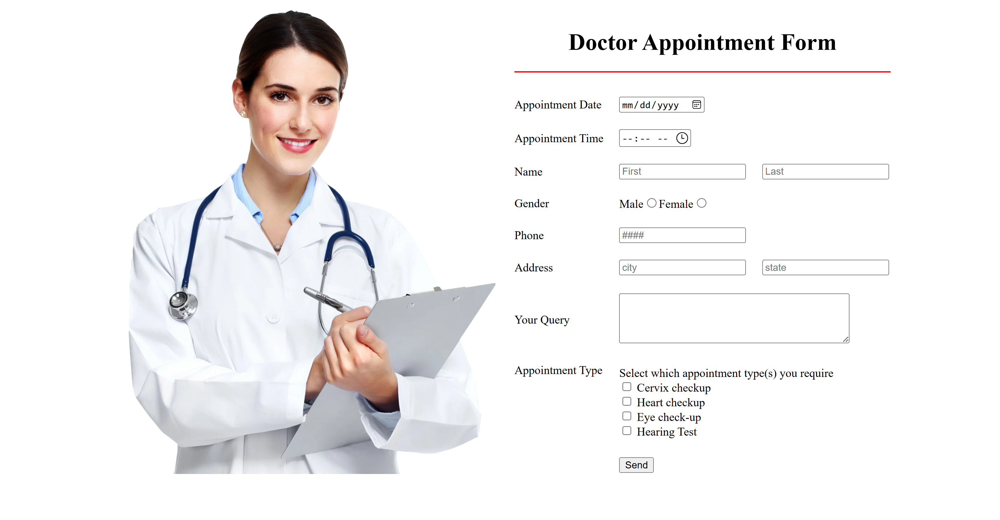 Doctor Appointment Form
Appointment Date mm/dd/yyyy
Appointment Time --:-- --
Name First Last
Gender Male Female
Phone ####
Address city state
Your Query
Appointment Type Select which appointment type(s) you require
Cervix checkup
Heart checkup
Eye check-up
Hearing Test
Send